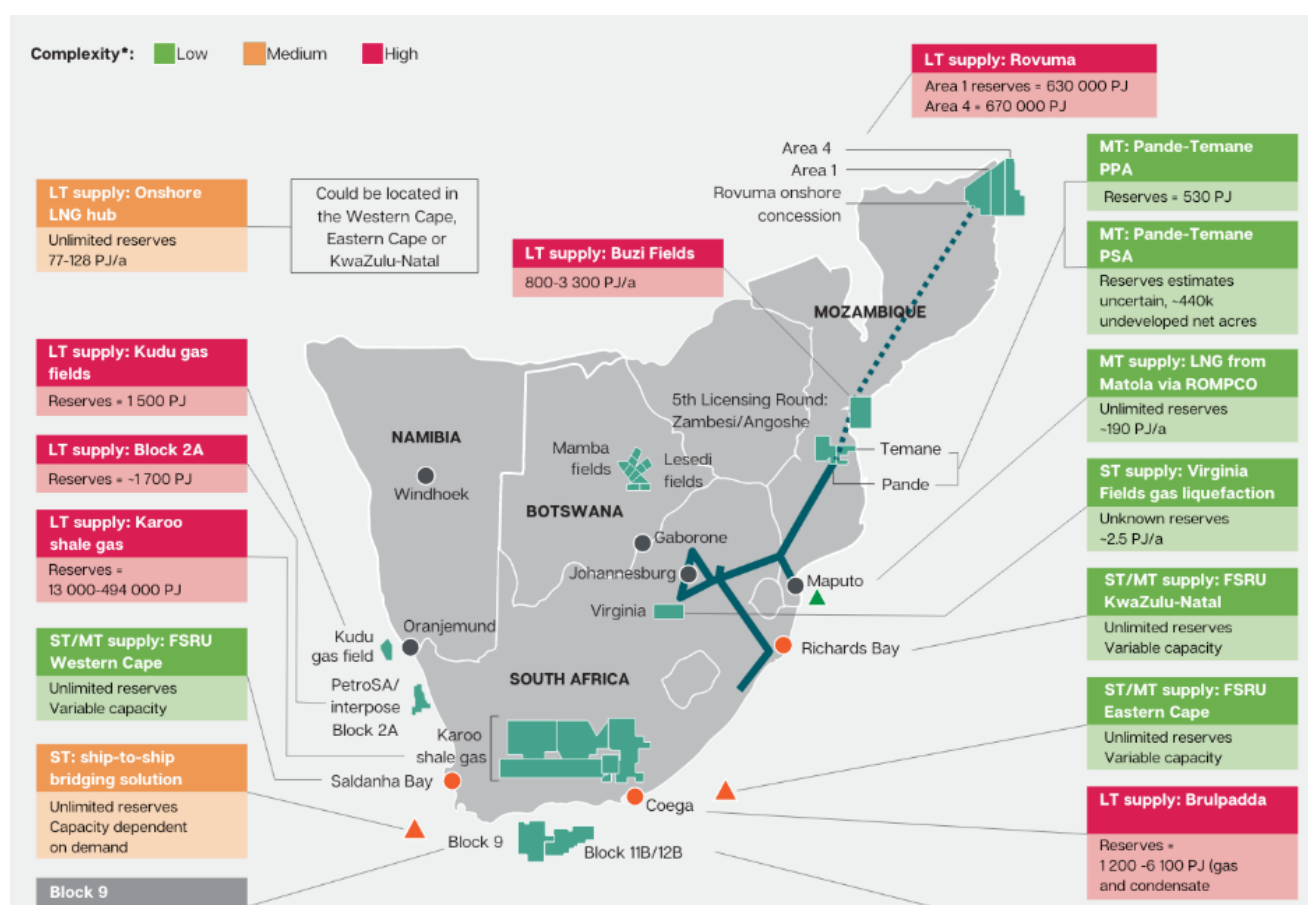 Complexity*: Low Medium High
LT supply: Rovuma
Area 1 reserves = 630 000 PJ
Area 4 = 670 000 PJ
Area 4
Area 1
Rovuma onshore
concession
MT: Pande-Temane
PPA
Reserves = 530 PJ
MT: Pande-Temane
PSA
Reserves estimates
uncertain, ~440k
undeveloped net acres
LT supply: Onshore
LNG hub
Unlimited reserves
77-128 PJ/a
Could be located in
the Western Cape,
Eastern Cape or
KwaZulu-Natal
LT supply: Buzi Fields
800-3 300 PJ/a
MOZAMBIQUE
LT supply: Kudu gas
fields
Reserves = 1 500 PJ
MT supply: LNG from
Matola via ROMPCO
Unlimited reserves
~190 PJ/a
5th Licensing Round:
Zambesi/Angoshe
LT supply: Block 2A
Reserves = ~1 700 PJ
NAMIBIA
Windhoek
Mamba
fields
Lesedi
fields
Temane
Pande
ST supply: Virginia
Fields gas liquefaction
Unknown reserves
~2.5 PJ/a
LT supply: Karoo
shale gas
Reserves =
13 000-494 000 PJ
BOTSWANA
Gaborone
Johannesburg
Maputo
Virginia
ST/MT supply: FSRU
KwaZulu-Natal
Unlimited reserves
Variable capacity
ST/MT supply: FSRU
Western Cape
Unlimited reserves
Variable capacity
Oranjemund
Kudu
gas field
Richards Bay
PetroSA/
interpose
Block 2A
SOUTH AFRICA
ST/MT supply: FSRU
Eastern Cape
Unlimited reserves
Variable capacity
Karoo
shale gas
ST: ship-to-ship
bridging solution
Unlimited reserves
Capacity dependent
on demand
Saldanha Bay
Coega
LT supply: Brulpadda
Reserves =
1 200 -6 100 PJ (gas
and condensate
Block 9
Block 11B/12B
Block 9